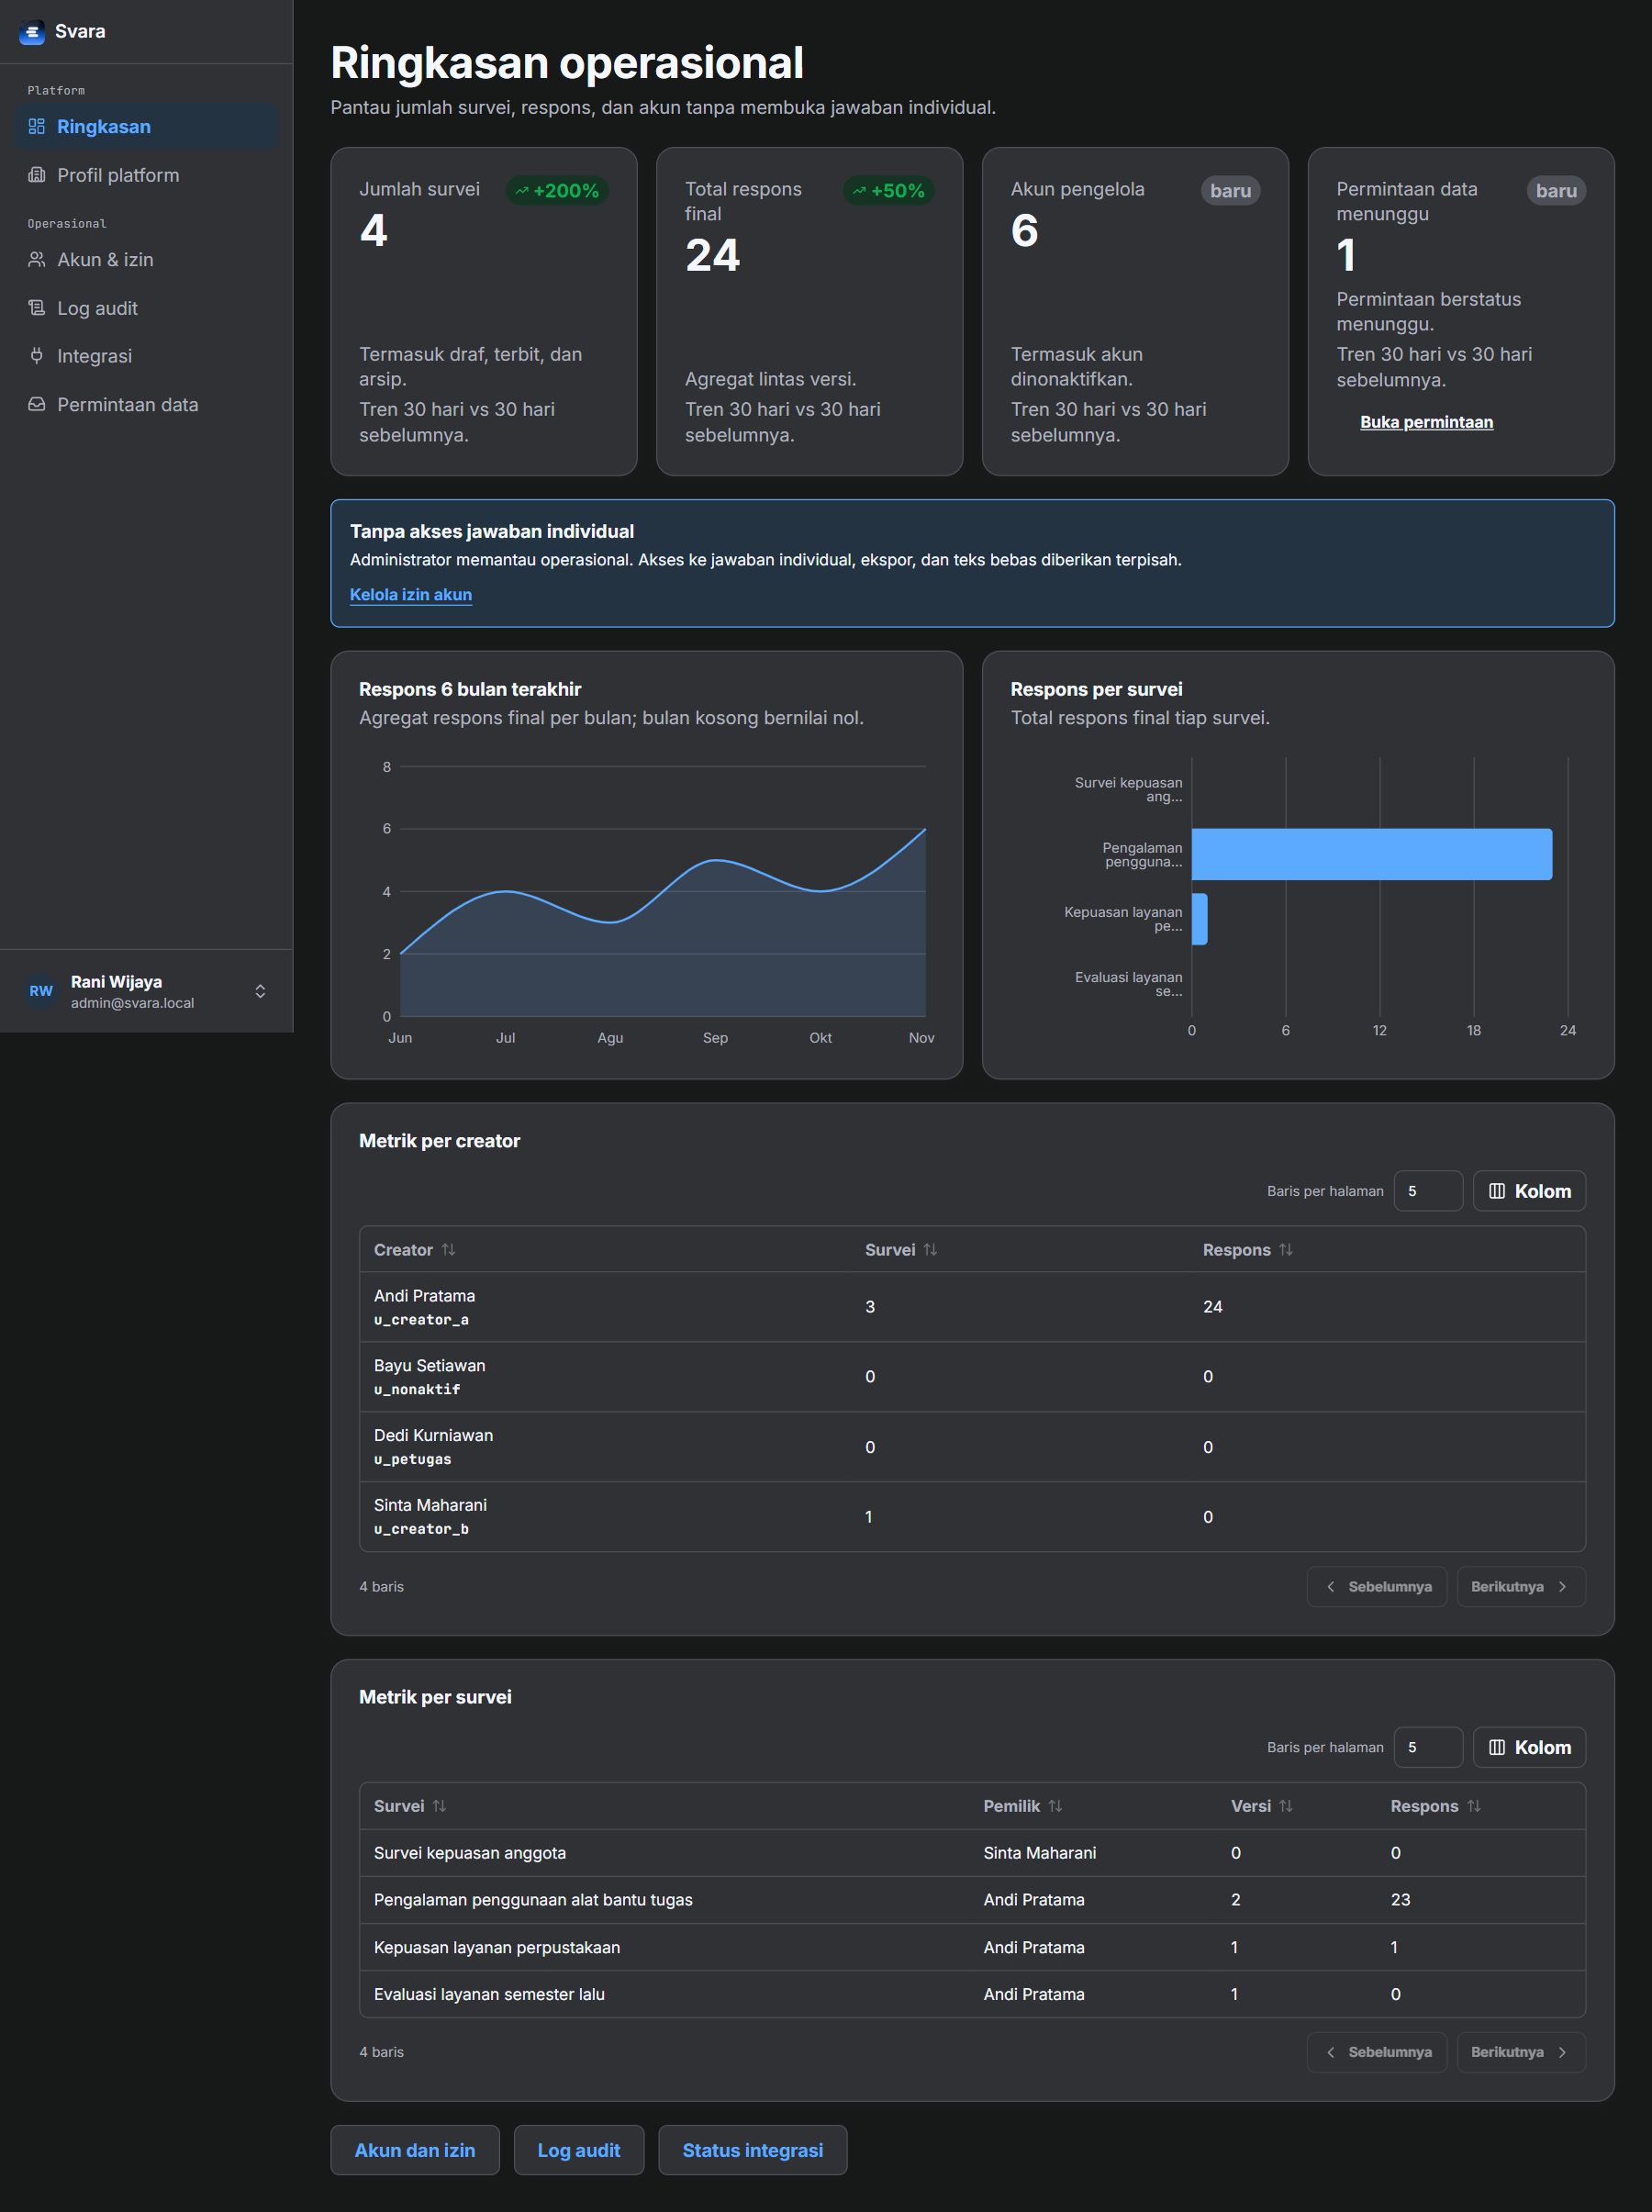 Svara
Platform
Ringkasan
Profil platform
Operasional
Akun & izin
Log audit
Integrasi
Permintaan data
RW
Rani Wijaya
admin@svara.local
Ringkasan operasional
Pantau jumlah survei, respons, dan akun tanpa membuka jawaban individual.
Jumlah survei
+200%
4
Termasuk draf, terbit, dan
arsip.
Tren 30 hari vs 30 hari
sebelumnya.
Total respons
final
+50%
24
Agregat lintas versi.
Tren 30 hari vs 30 hari
sebelumnya.
Akun pengelola
baru
6
Termasuk akun
dinonaktifkan.
Tren 30 hari vs 30 hari
sebelumnya.
Permintaan data
menunggu
baru
1
Permintaan berstatus
menunggu.
Tren 30 hari vs 30 hari
sebelumnya.
Buka permintaan
Tanpa akses jawaban individual
Administrator memantau operasional. Akses ke jawaban individual, ekspor, dan teks bebas diberikan terpisah.
Kelola izin akun
Respons 6 bulan terakhir
Agregat respons final per bulan; bulan kosong bernilai nol.
8
6
4
2
0
Jun Jul Agu Sep Okt Nov
Respons per survei
Total respons final tiap survei.
Survei kepuasan
ang...
Pengalaman
pengguna...
Kepuasan layanan
pe...
Evaluasi layanan
se...
0 6 12 18 24
Metrik per creator
Baris per halaman 5 Kolom
Creator Survei Respons
Andi Pratama
u_creator_a
3 24
Bayu Setiawan
u_nonaktif
0 0
Dedi Kurniawan
u_petugas
0 0
Sinta Maharani
u_creator_b
1 0
4 baris
Sebelumnya Berikutnya
Metrik per survei
Baris per halaman 5 Kolom
Survei Pemilik Versi Respons
Survei kepuasan anggota Sinta Maharani 0 0
Pengalaman penggunaan alat bantu tugas Andi Pratama 2 23
Kepuasan layanan perpustakaan Andi Pratama 1 1
Evaluasi layanan semester lalu Andi Pratama 1 0
4 baris
Sebelumnya Berikutnya
Akun dan izin Log audit Status integrasi